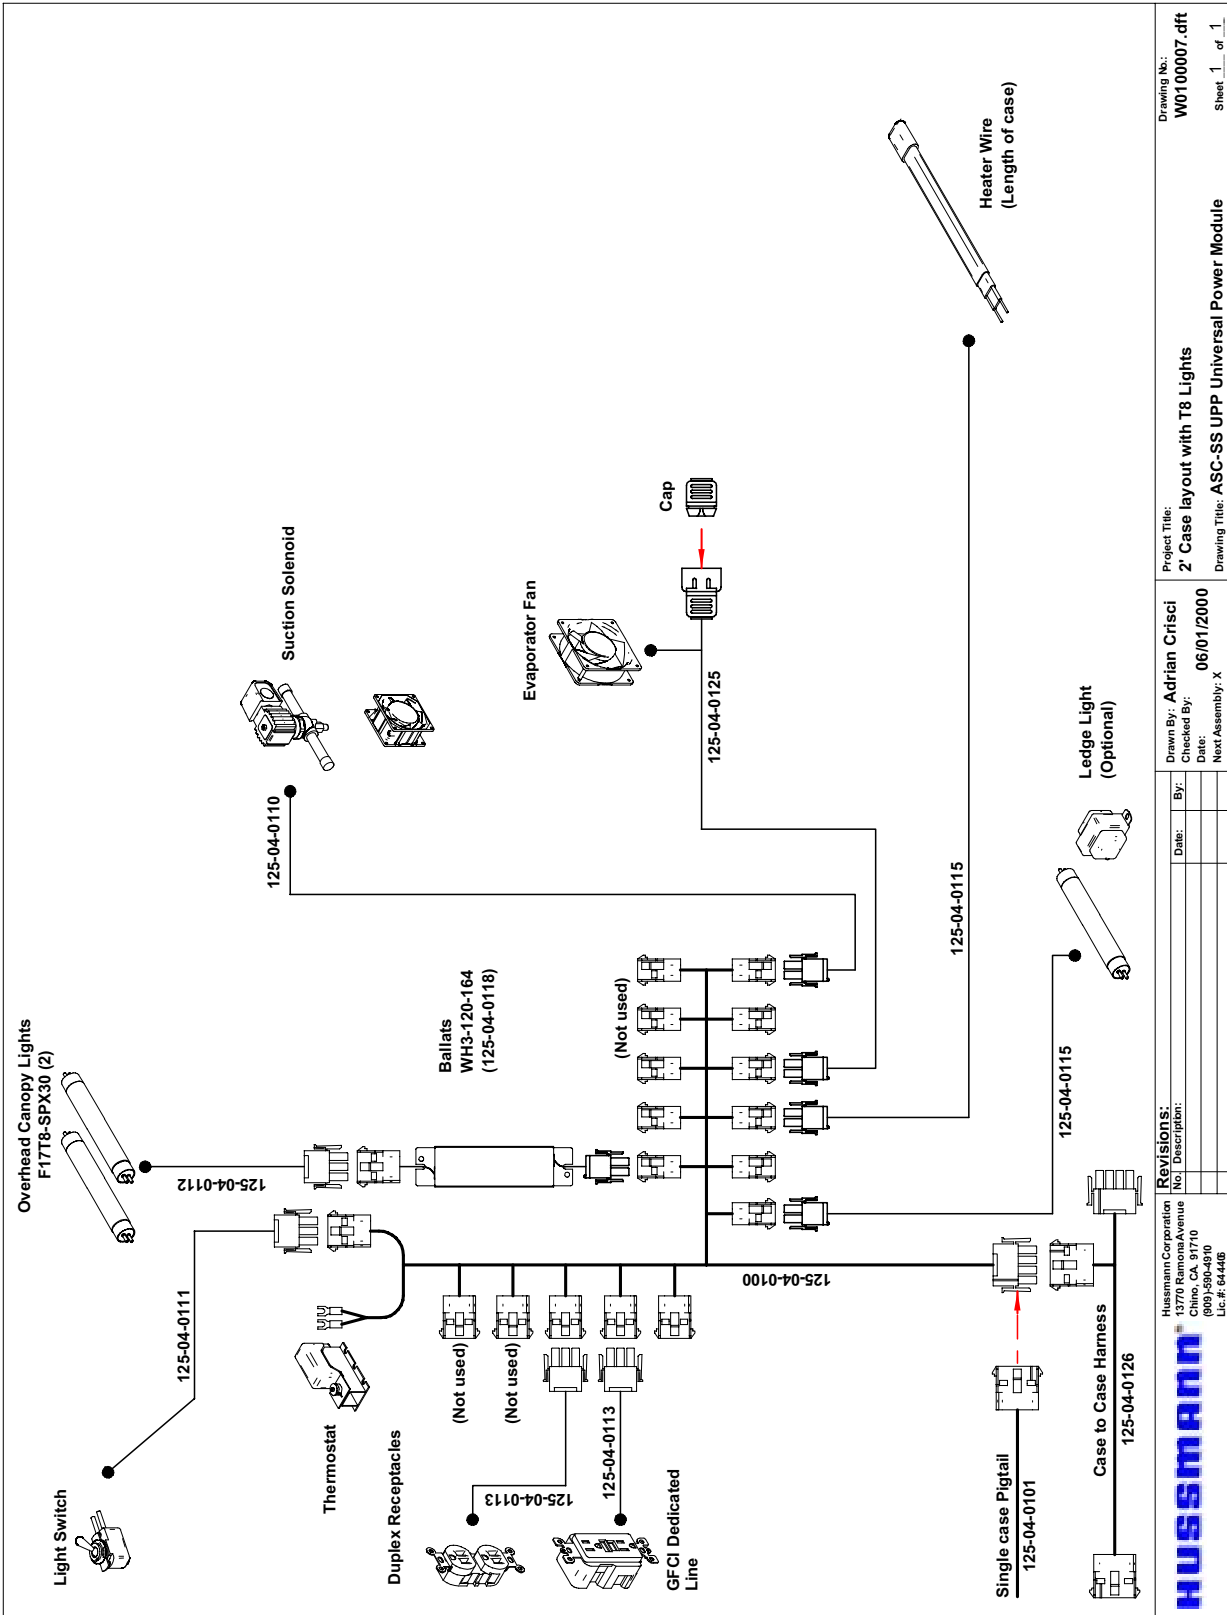 Overhead Canopy Lights
F17T8-SPX30 (2)
Light Switch
125-04-0111
125-04-0112
Suction Solenoid
125-04-0110
Thermostat
Ballats
WH3-120-164
(125-04-0118)
Evaporator Fan
Cap
125-04-0125
Duplex Receptacles
(Not used)
(Not used)
(Not used)
125-04-0113
125-04-0113
GFCI Dedicated
Line
125-04-0100
Heater Wire
(Length of case)
125-04-0115
Single case Pigtail
125-04-0101
125-04-0115
Ledge Light
(Optional)
Case to Case Harness
125-04-0126
HUSSMANN®
Hussmann Corporation
13770 Ramona Avenue
Chino, CA. 91710
(909)-590-4910
Lic.#: 644406
Revisions:
No. Description: Date: By:
Drawn By: Adrian Crisci
Checked By:
Date: 06/01/2000
Next Assembly: X
Project Title:
2' Case layout with T8 Lights
Drawing Title: ASC-SS UPP Universal Power Module
Drawing No.:
W0100007.dft
Sheet 1 of 1